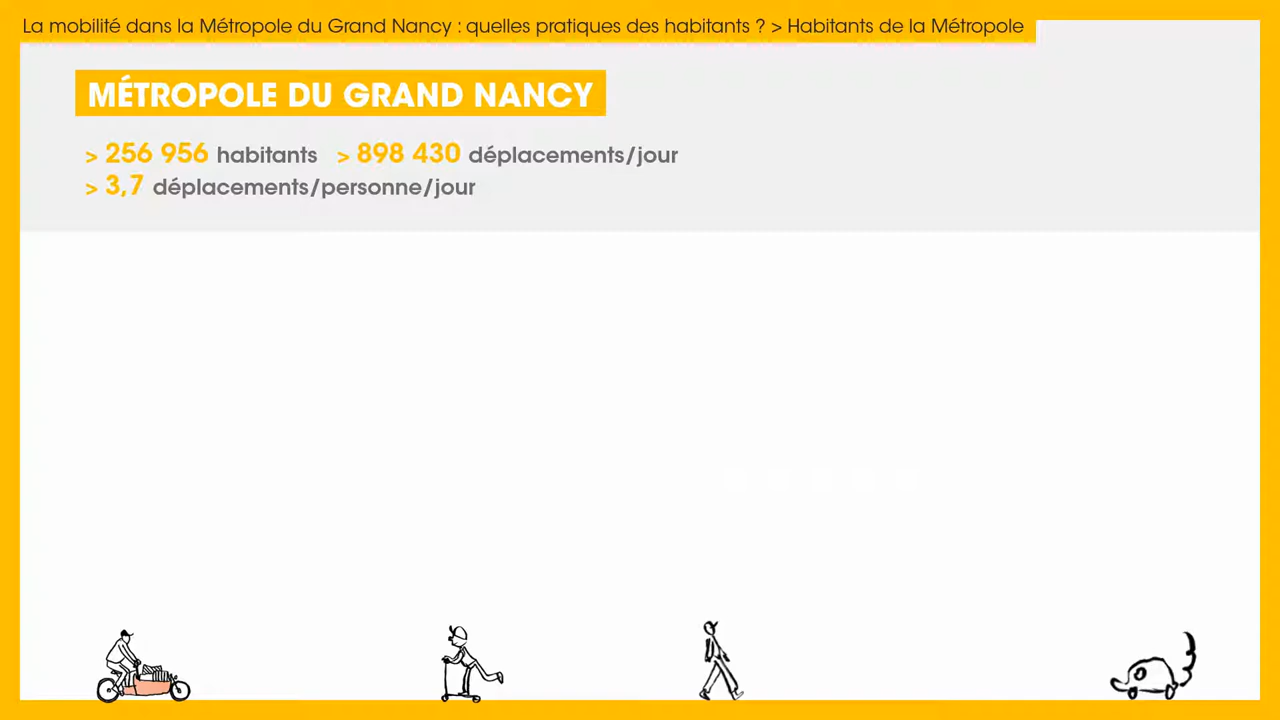 La mobilité dans la Métropole du Grand Nancy : quelles pratiques des habitants ? > Habitants de la Métropole
MÉTROPOLE DU GRAND NANCY
> 256 956 habitants > 898 430 déplacements/jour
> 3,7 déplacements/personne/jour